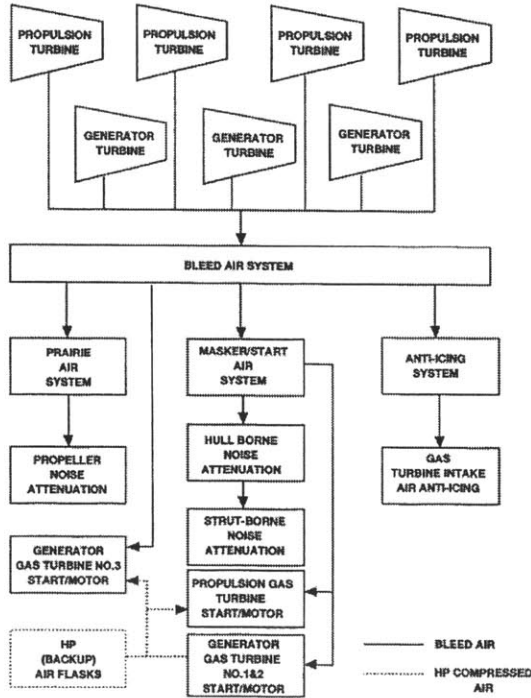 PROPULSION
TURBINE
PROPULSION
TURBINE
PROPULSION
TURBINE
PROPULSION
TURBINE
GENERATOR
TURBINE
GENERATOR
TURBINE
GENERATOR
TURBINE
BLEED AIR SYSTEM
PRAIRIE
AIR
SYSTEM
MASKER/START
AIR
SYSTEM
ANTI-ICING
SYSTEM
PROPELLER
NOISE
ATTENUATION
HULL BORNE
NOISE
ATTENUATION
GAS
TURBINE INTAKE
AIR ANTI-ICING
STRUT-BORNE
NOISE
ATTENUATION
GENERATOR
GAS TURBINE NO.3
START/MOTOR
PROPULSION GAS
TURBINE
START/MOTOR
HP
(BACKUP)
AIR FLASKS
GENERATOR
GAS TURBINE
NO.1&2
START/MOTOR
BLEED AIR
HP COMPRESSED
AIR